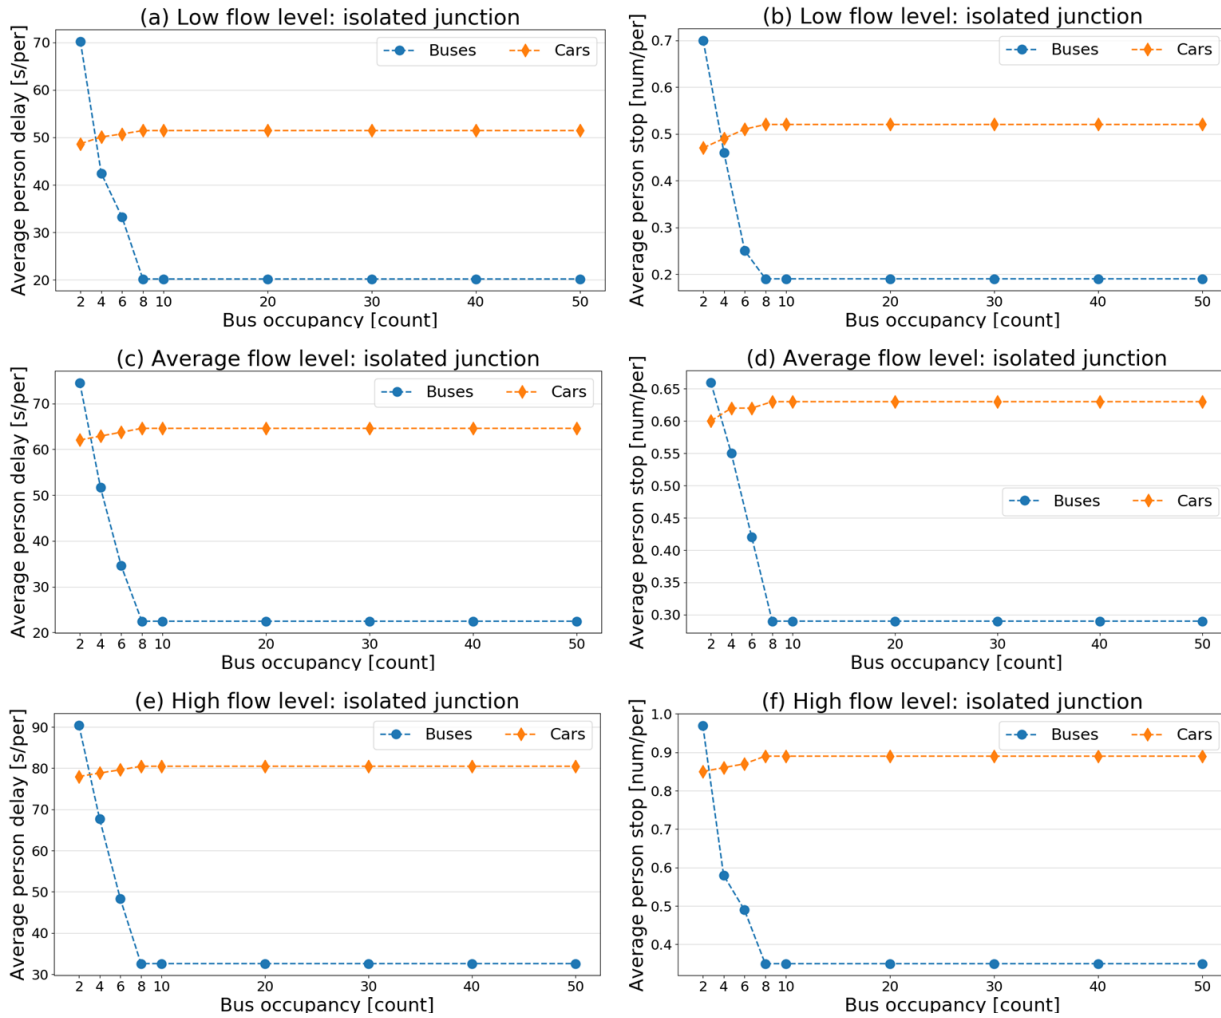 (a) Low flow level: isolated junction
Average person delay [s/per]
Buses Cars
70
60
50
40
30
20
2 4 6 8 10 20 30 40 50
Bus occupancy [count]
(b) Low flow level: isolated junction
Average person stop [num/per]
Buses Cars
0.7
0.6
0.5
0.4
0.3
0.2
2 4 6 8 10 20 30 40 50
Bus occupancy [count]
(c) Average flow level: isolated junction
Average person delay [s/per]
Buses Cars
70
60
50
40
30
20
2 4 6 8 10 20 30 40 50
Bus occupancy [count]
(d) Average flow level: isolated junction
Average person stop [num/per]
Buses Cars
0.65
0.60
0.55
0.50
0.45
0.40
0.35
0.30
2 4 6 8 10 20 30 40 50
Bus occupancy [count]
(e) High flow level: isolated junction
Average person delay [s/per]
Buses Cars
90
80
70
60
50
40
30
2 4 6 8 10 20 30 40 50
Bus occupancy [count]
(f) High flow level: isolated junction
Average person stop [num/per]
Buses Cars
1.0
0.9
0.8
0.7
0.6
0.5
0.4
2 4 6 8 10 20 30 40 50
Bus occupancy [count]